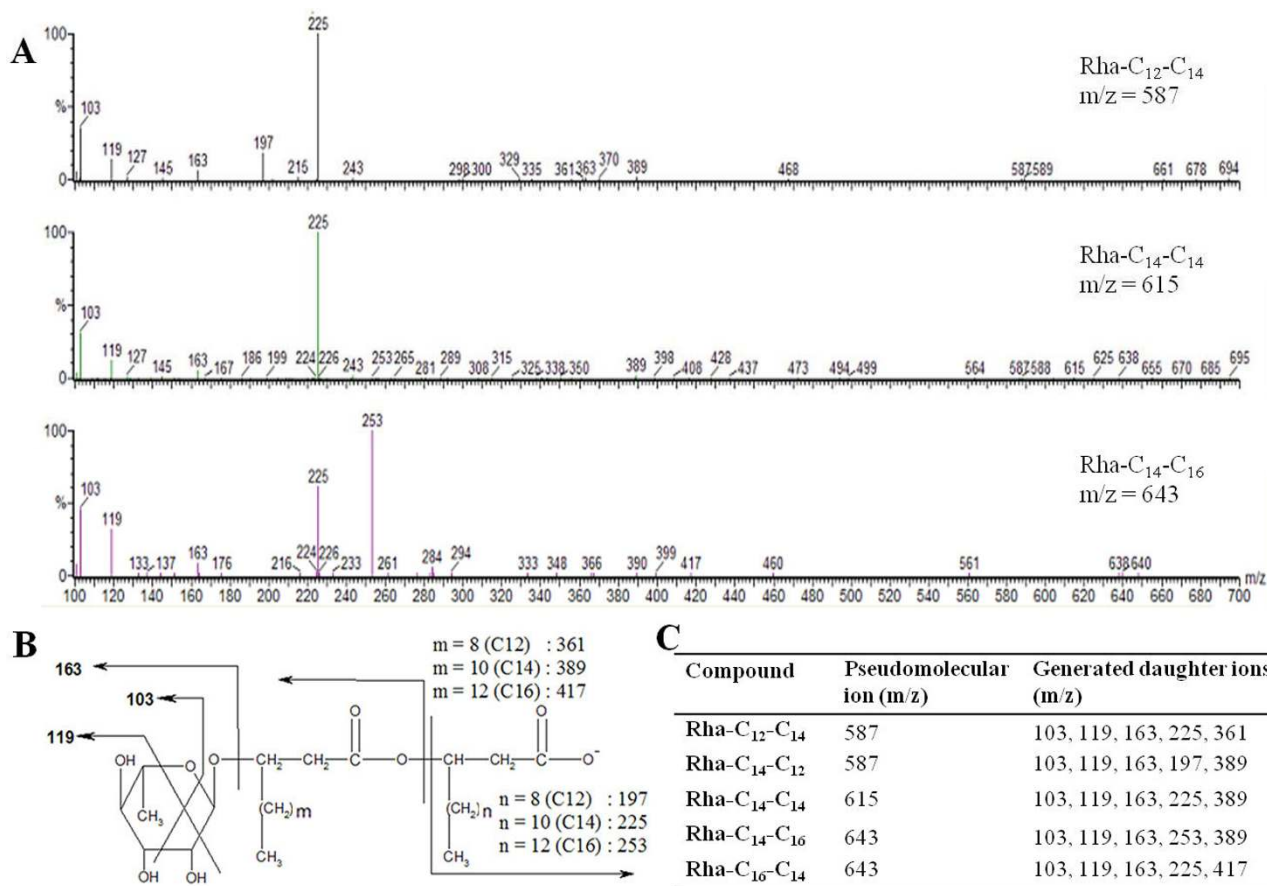 A
100
%
0
103
119
127
145
163
197
215
225
243
298
300
329
335
361
363
370
389
468
587
589
661
678
694
Rha-C₁₂-C₁₄
m/z = 587
100
%
0
103
119
127
145
163
167
186
199
224
225
226
243
253
265
281
289
308
315
325
338
350
389
398
408
428
437
473
494
499
564
587
588
615
625
638
655
670
685
695
Rha-C₁₄-C₁₄
m/z = 615
100
%
0
103
119
133
137
163
176
216
224
225
226
233
253
261
284
294
333
348
366
390
399
417
460
561
638
640
Rha-C₁₄-C₁₆
m/z = 643
100 120 140 160 180 200 220 240 260 280 300 320 340 360 380 400 420 440 460 480 500 520 540 560 580 600 620 640 660 680 700
m/z
B
163
103
119
m = 8 (C12) : 361
m = 10 (C14) : 389
m = 12 (C16) : 417
OH
O
O
CH
CH₂
C
O
O
CH
CH₂
C
O
O⁻
CH₃
OH
OH
(CH₂)m
CH₃
(CH₂)n
CH₃
n = 8 (C12) : 197
n = 10 (C14) : 225
n = 12 (C16) : 253
C
Compound Pseudomolecular ion (m/z) Generated daughter ions (m/z)
Rha-C₁₂-C₁₄ 587 103, 119, 163, 225, 361
Rha-C₁₄-C₁₂ 587 103, 119, 163, 197, 389
Rha-C₁₄-C₁₄ 615 103, 119, 163, 225, 389
Rha-C₁₄-C₁₆ 643 103, 119, 163, 253, 389
Rha-C₁₆-C₁₄ 643 103, 119, 163, 225, 417